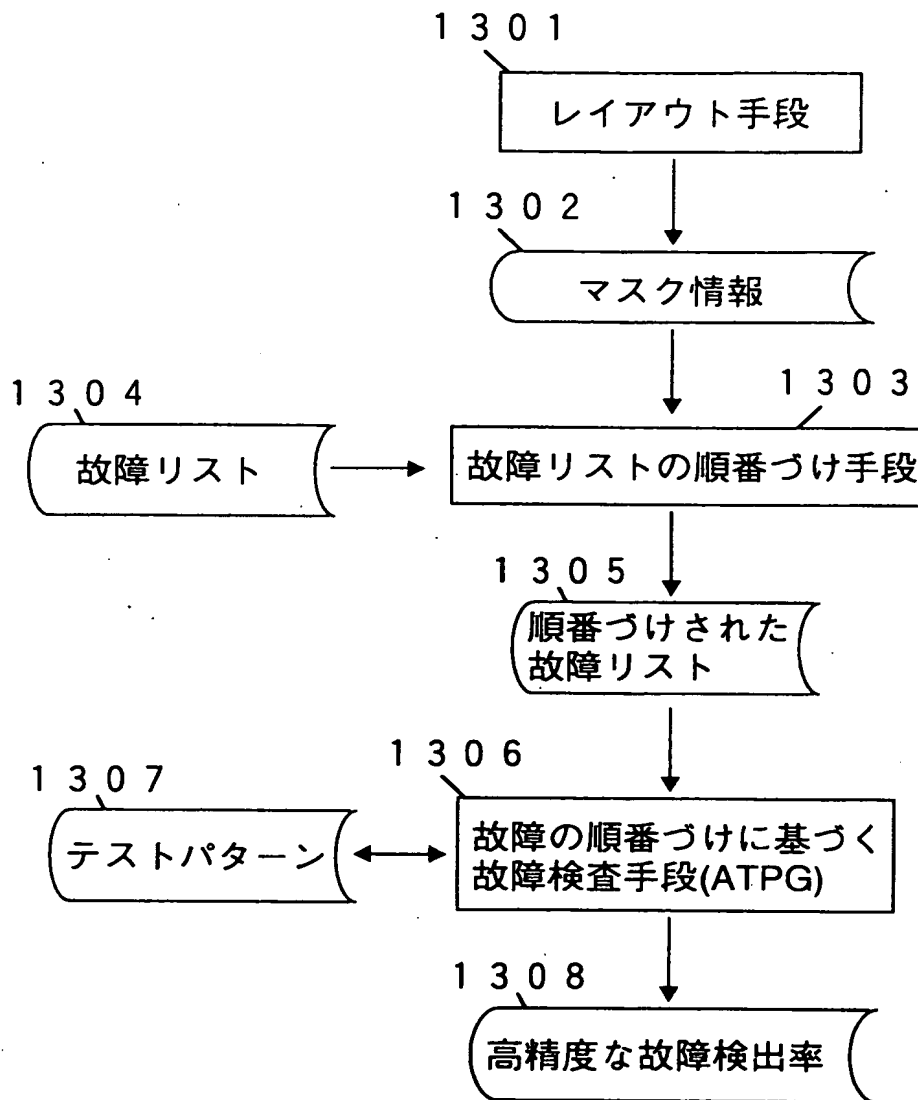 1301
レイアウト手段
1302
マスク情報
1304
故障リスト
1303
故障リストの順番づけ手段
1305
順番づけされた
故障リスト
1306
故障の順番づけに基づく
故障検査手段(ATPG)
1307
テストパターン
1308
高精度な故障検出率